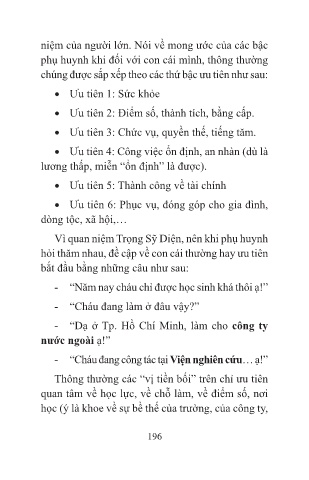 niệm của người lớn. Nói về mong ước của các bậc
phụ huynh khi đối với con cái mình, thông thường
chúng được sắp xếp theo các thứ bậc ưu tiên như sau:
• Ưu tiên 1: Sức khỏe
• Ưu tiên 2: Điểm số, thành tích, bằng cấp.
• Ưu tiên 3: Chức vụ, quyền thế, tiếng tăm.
• Ưu tiên 4: Công việc ổn định, an nhàn (dù là
lương thấp, miễn “ổn định” là được).
• Ưu tiên 5: Thành công về tài chính
• Ưu tiên 6: Phục vụ, đóng góp cho gia đình,
dòng tộc, xã hội,…
Vì quan niệm Trọng Sỹ Diện, nên khi phụ huynh
hỏi thăm nhau, đề cập về con cái thường hay ưu tiên
bắt đầu bằng những câu như sau:
- “Năm nay cháu chỉ được học sinh khá thôi ạ!”
- “Cháu đang làm ở đâu vậy?”
- “Dạ ở Tp. Hồ Chí Minh, làm cho công ty
nước ngoài ạ!”
- “Cháu đang công tác tại Viện nghiên cứu… ạ!”
Thông thường các “vị tiền bối” trên chỉ ưu tiên
quan tâm về học lực, về chỗ làm, về điểm số, nơi
học (ý là khoe về sự bề thế của trường, của công ty,
196